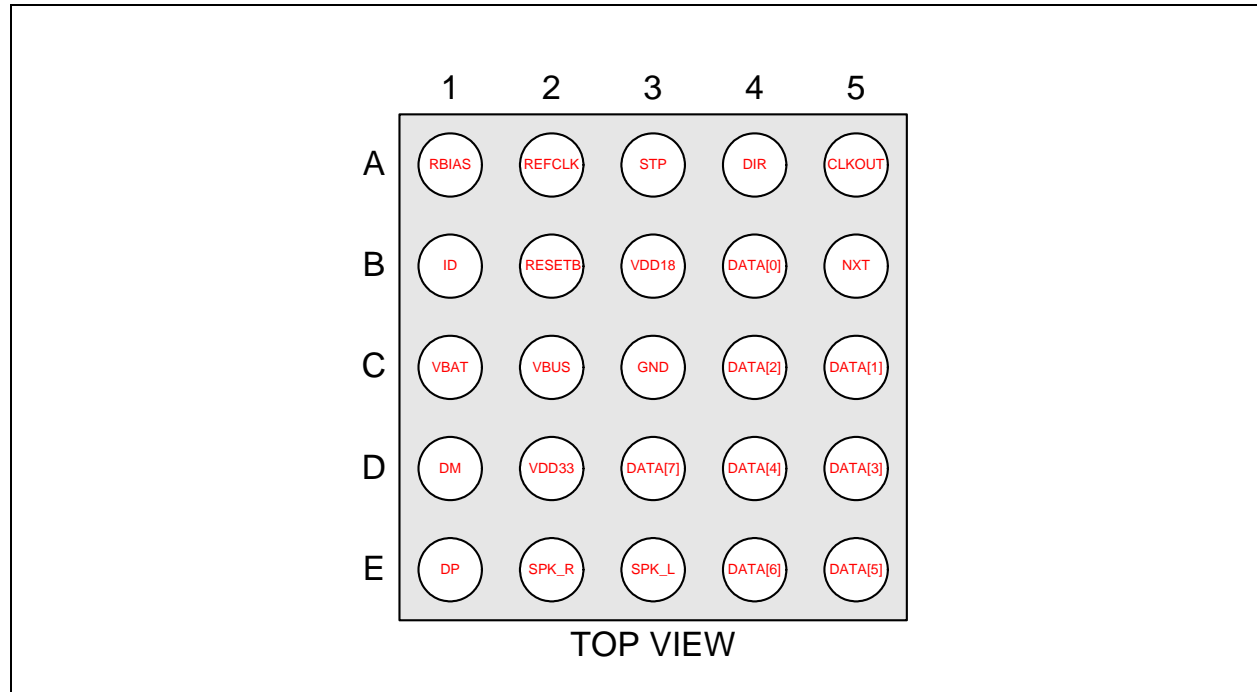 1 2 3 4 5
A RBIAS REFCLK STP DIR CLKOUT
B ID RESETB VDD18 DATA[0] NXT
C VBAT VBUS GND DATA[2] DATA[1]
D DM VDD33 DATA[7] DATA[4] DATA[3]
E DP SPK_R SPK_L DATA[6] DATA[5]
TOP VIEW